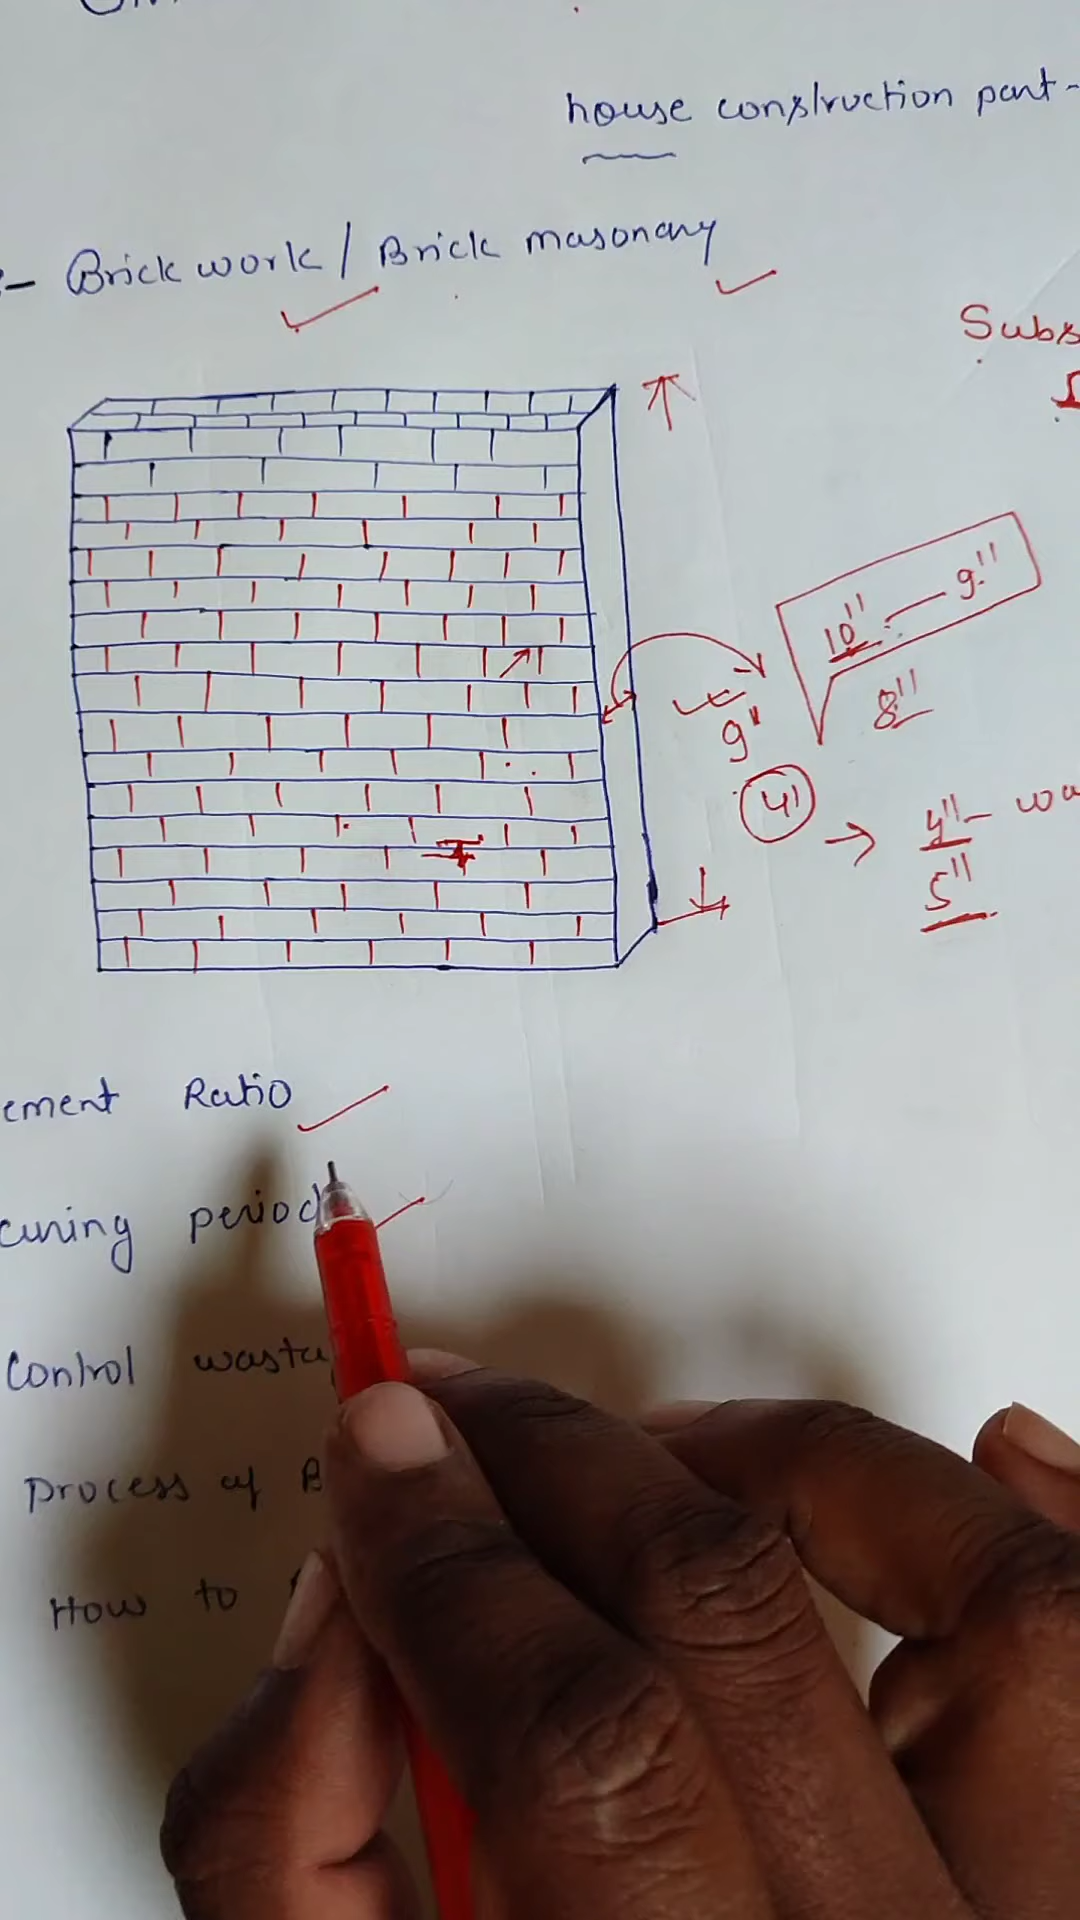 house construction part-
:- Brick work / Brick masonary
Subs
10" — 9"
8"
9"
4'
→ 4" - wa
5"
ement Ratio
curing period
Control wasta
Process of B
How to